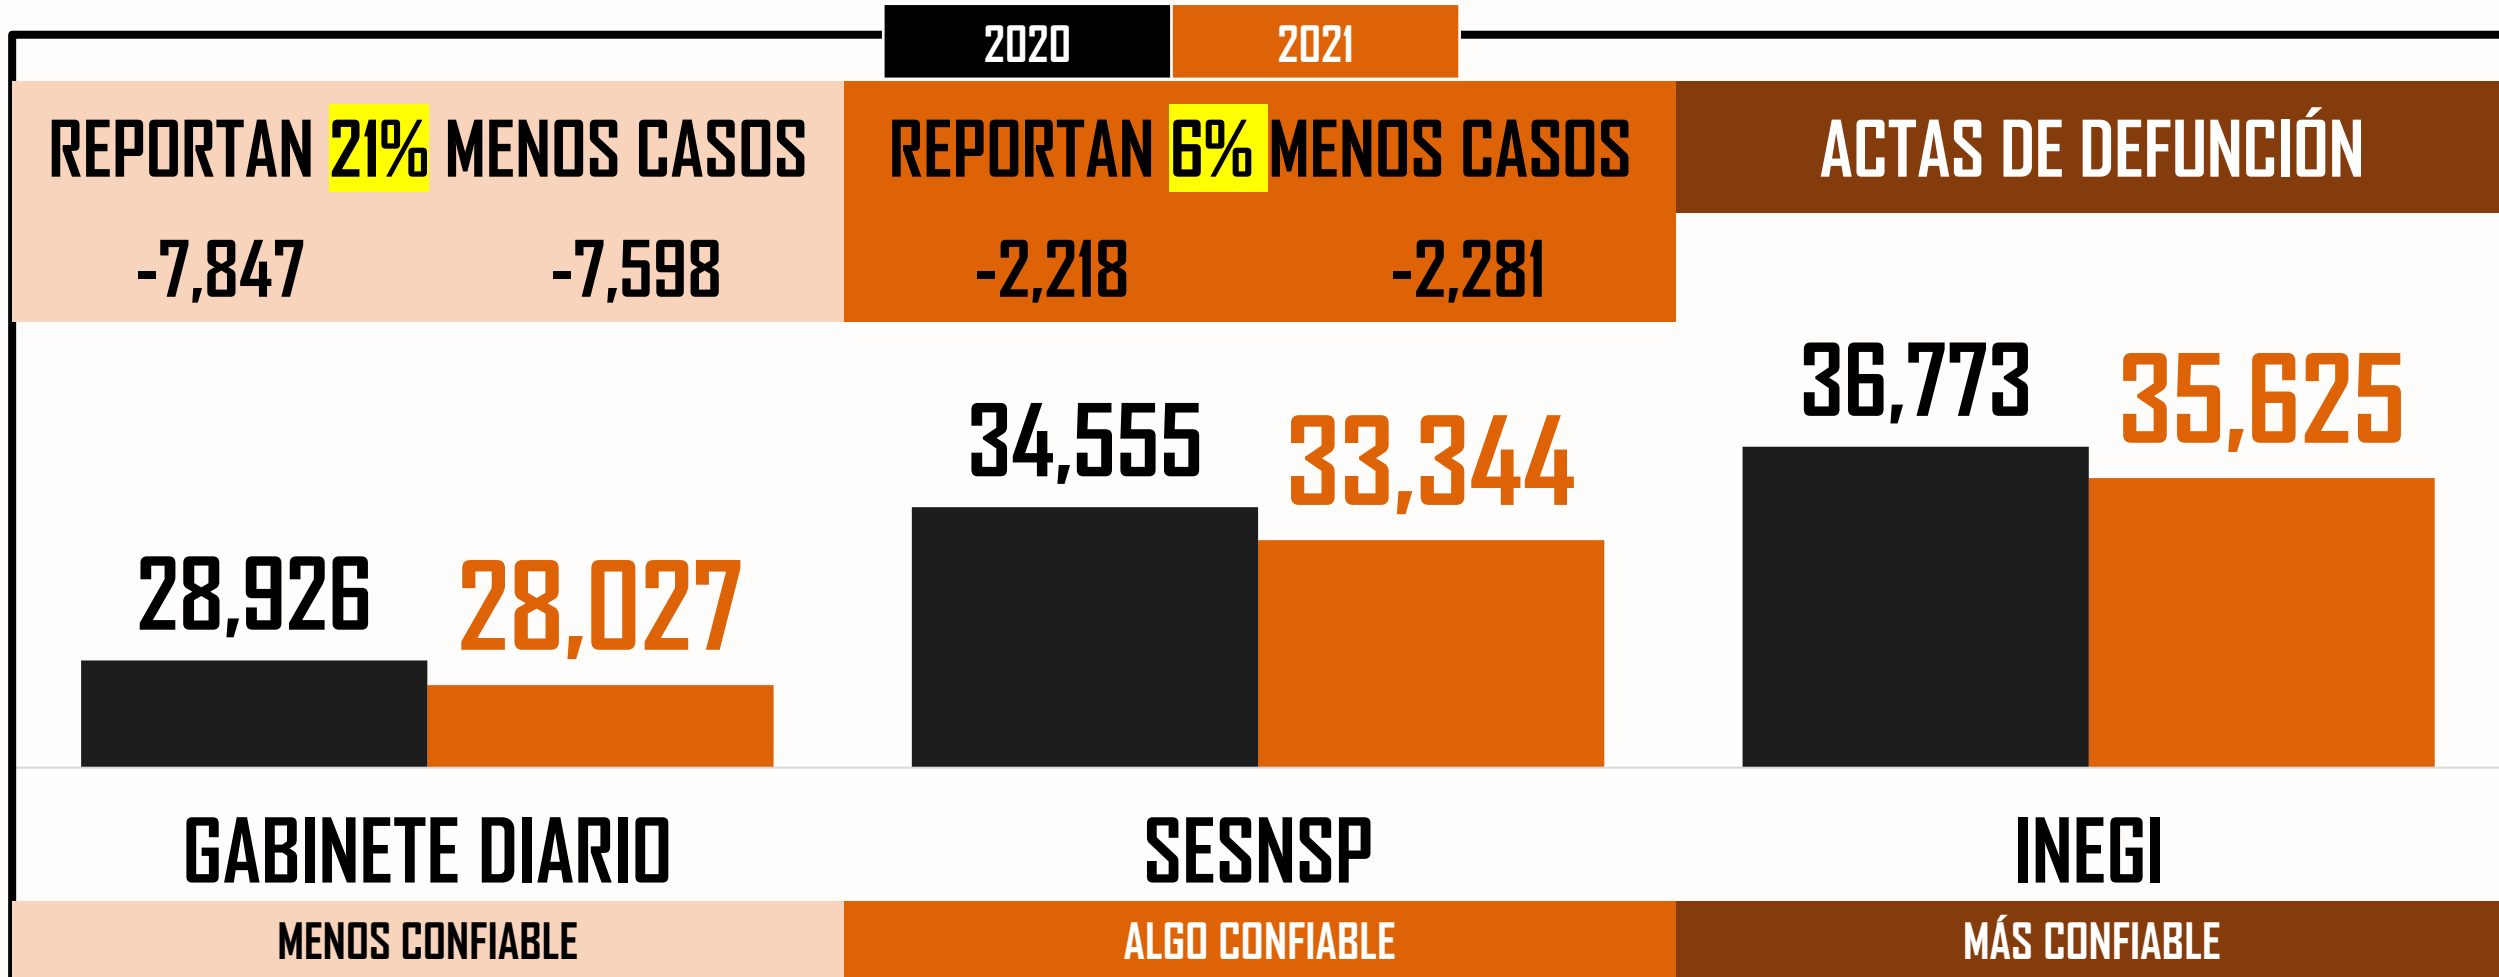 2020 2021
REPORTAN 21% MENOS CASOS
-7,847 -7,598
REPORTAN 6% MENOS CASOS
-2,218 -2,281
ACTAS DE DEFUNCIÓN
28,926 28,027
34,555 33,344
36,773 35,625
GABINETE DIARIO
SESNSP
INEGI
MENOS CONFIABLE
ALGO CONFIABLE
MÁS CONFIABLE